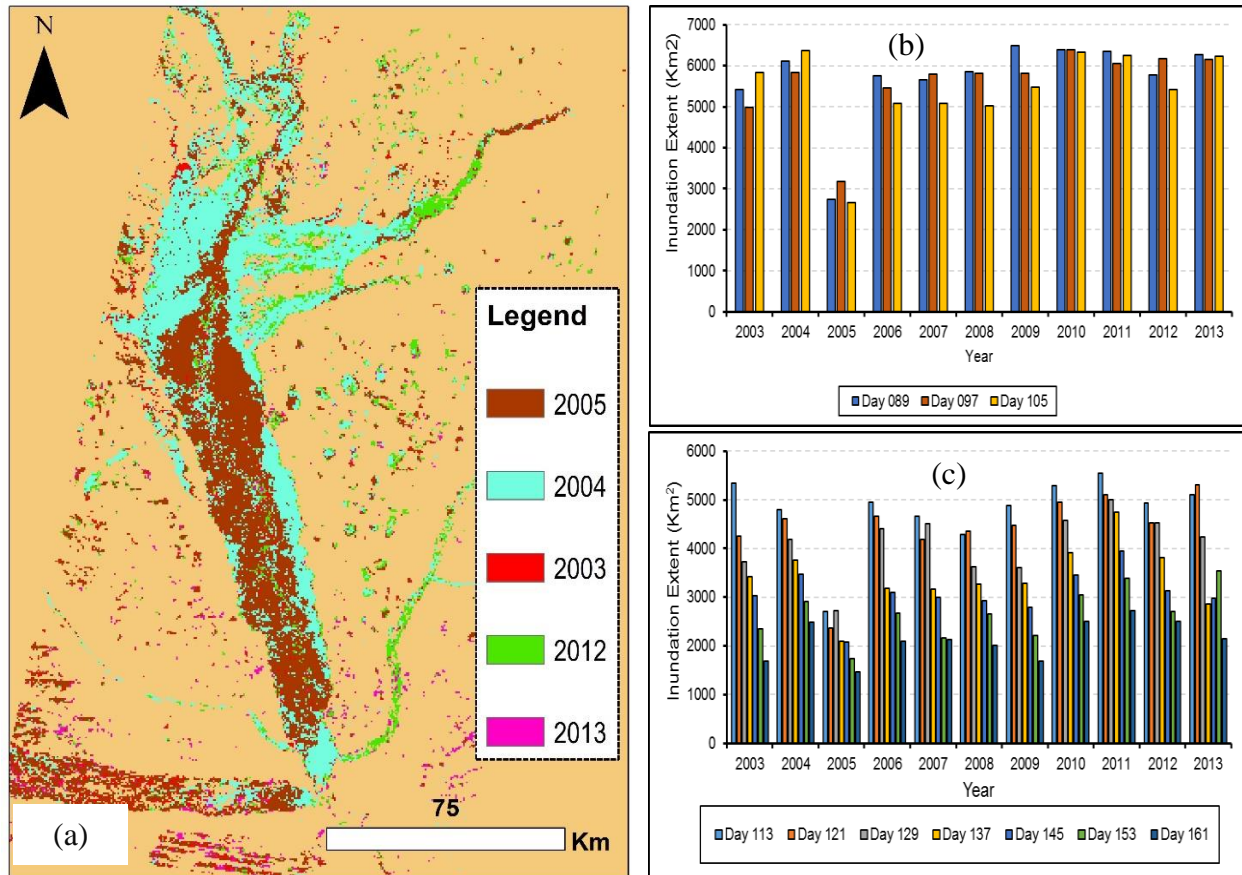 N
Legend
2005
2004
2003
2012
2013
75
Km
(a)
(b)
Inundation Extent (Km2)
7000
6000
5000
4000
3000
2000
1000
0
2003 2004 2005 2006 2007 2008 2009 2010 2011 2012 2013
Year
Day 089 Day 097 Day 105
(c)
Inundation Extent (Km²)
6000
5000
4000
3000
2000
1000
0
2003 2004 2005 2006 2007 2008 2009 2010 2011 2012 2013
Year
Day 113 Day 121 Day 129 Day 137 Day 145 Day 153 Day 161